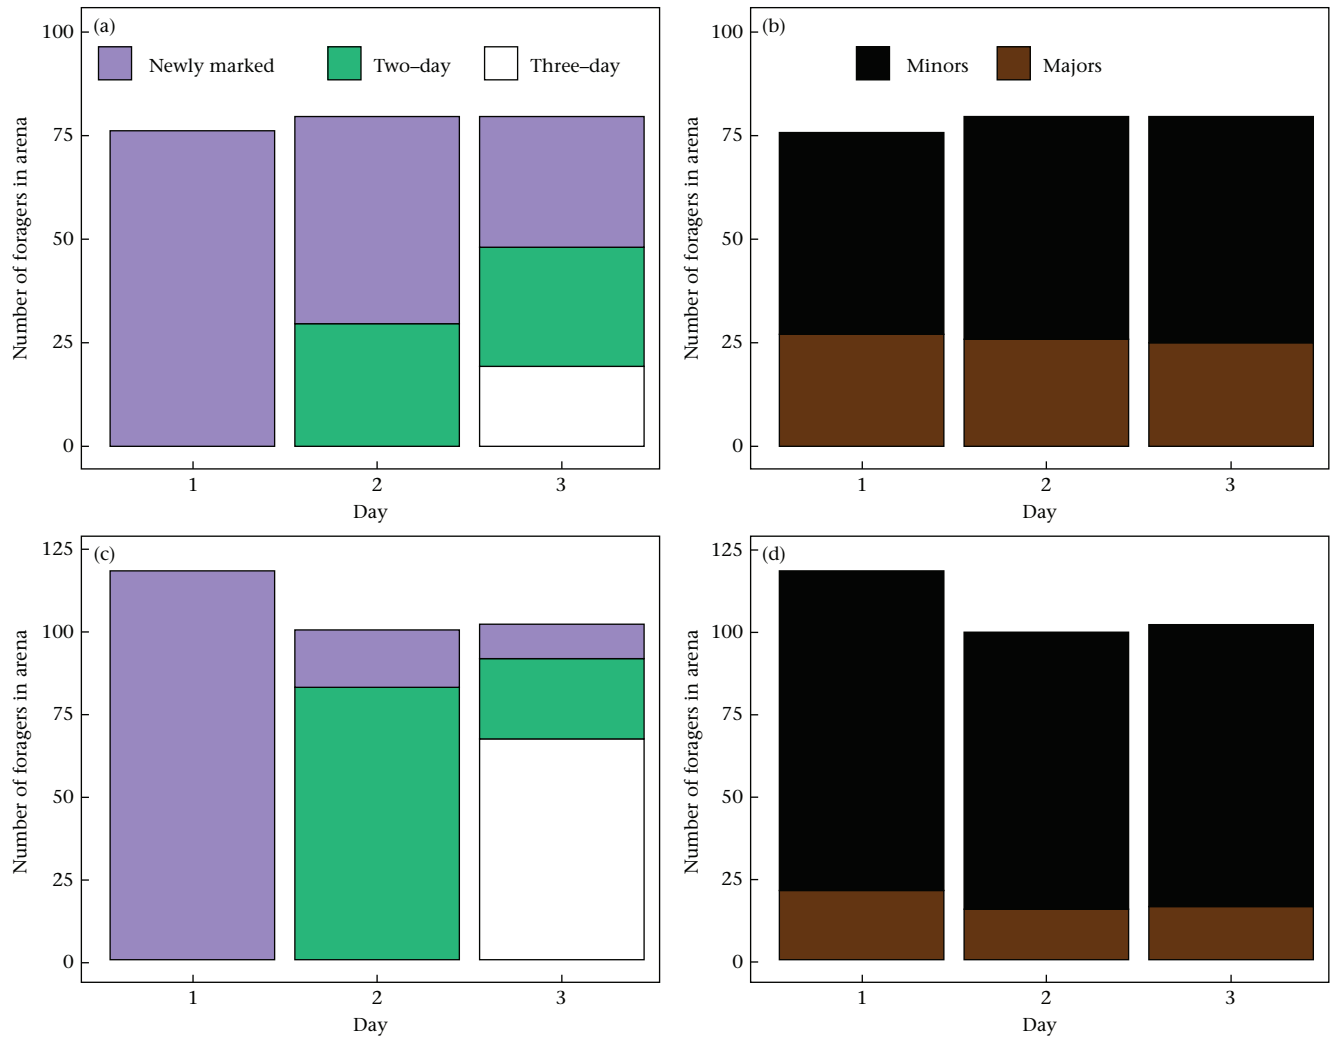 (a)
Newly marked
Two–day
Three–day
100
75
50
25
0
Number of foragers in arena
1
2
3
Day
(b)
Minors
Majors
100
75
50
25
0
Number of foragers in arena
1
2
3
Day
(c)
125
100
75
50
25
0
Number of foragers in arena
1
2
3
Day
(d)
125
100
75
50
25
0
Number of foragers in arena
1
2
3
Day